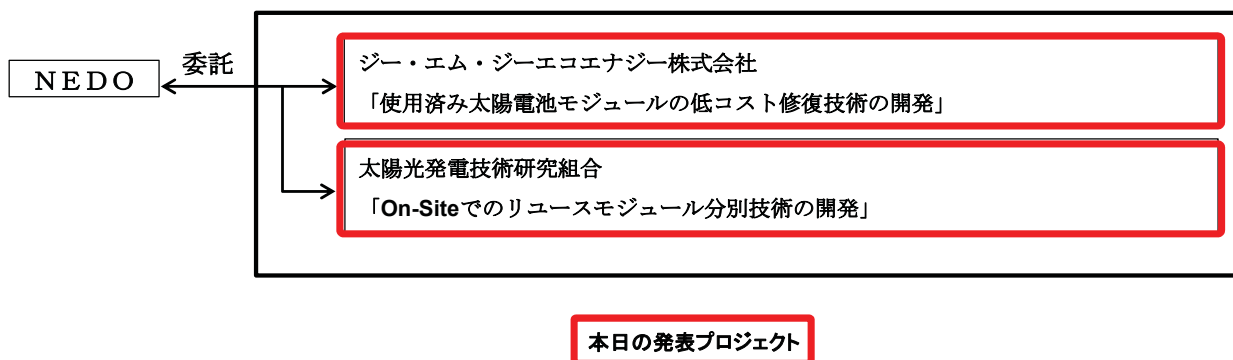 NEDO
委託
ジー・エム・ジーエコエナジー株式会社
「使用済み太陽電池モジュールの低コスト修復技術の開発」
太陽光発電技術研究組合
「On-Siteでのリユースモジュール分別技術の開発」
本日の発表プロジェクト